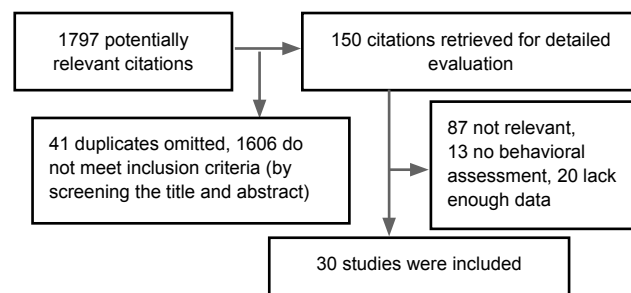 1797 potentially
relevant citations
150 citations retrieved for detailed
evaluation
41 duplicates omitted, 1606 do
not meet inclusion criteria (by
screening the title and abstract)
87 not relevant,
13 no behavioral
assessment, 20 lack
enough data
30 studies were included